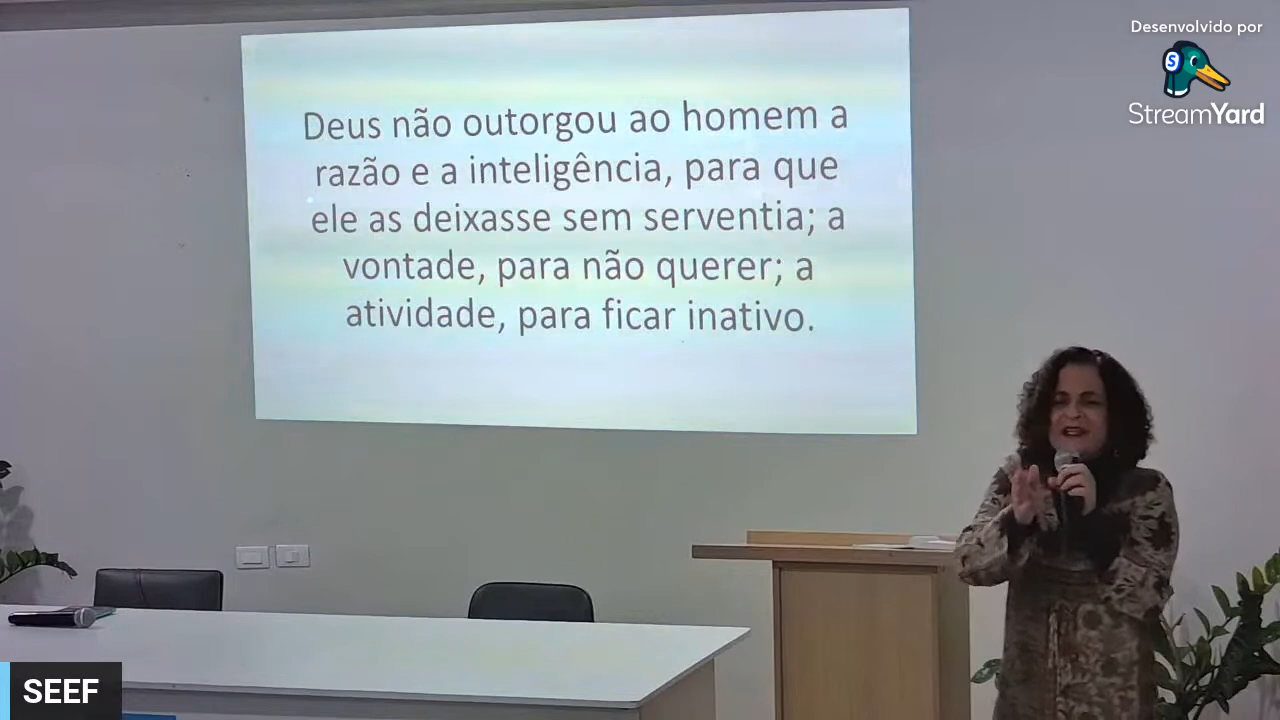 Desenvolvido por
S
StreamYard
Deus não outorgou ao homem a
razão e a inteligência, para que
ele as deixasse sem serventia; a
vontade, para não querer; a
atividade, para ficar inativo.
SEEF